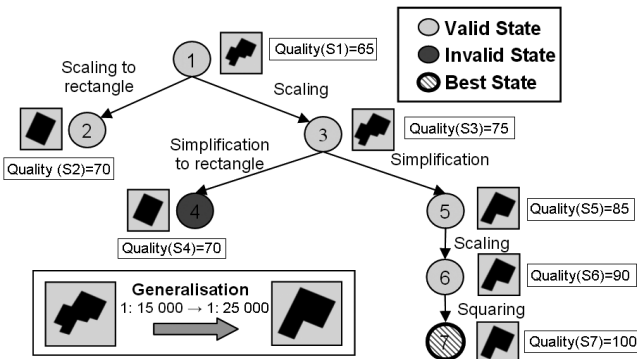 1
Quality(S1)=65
Valid State
Invalid State
Best State
Scaling to
rectangle
Scaling
2
3
Quality(S3)=75
Quality (S2)=70
Simplification
to rectangle
Simplification
4
5
Quality(S5)=85
Quality(S4)=70
Scaling
6
Quality(S6)=90
Generalisation
1: 15 000 → 1: 25 000
Squaring
7
Quality(S7)=100